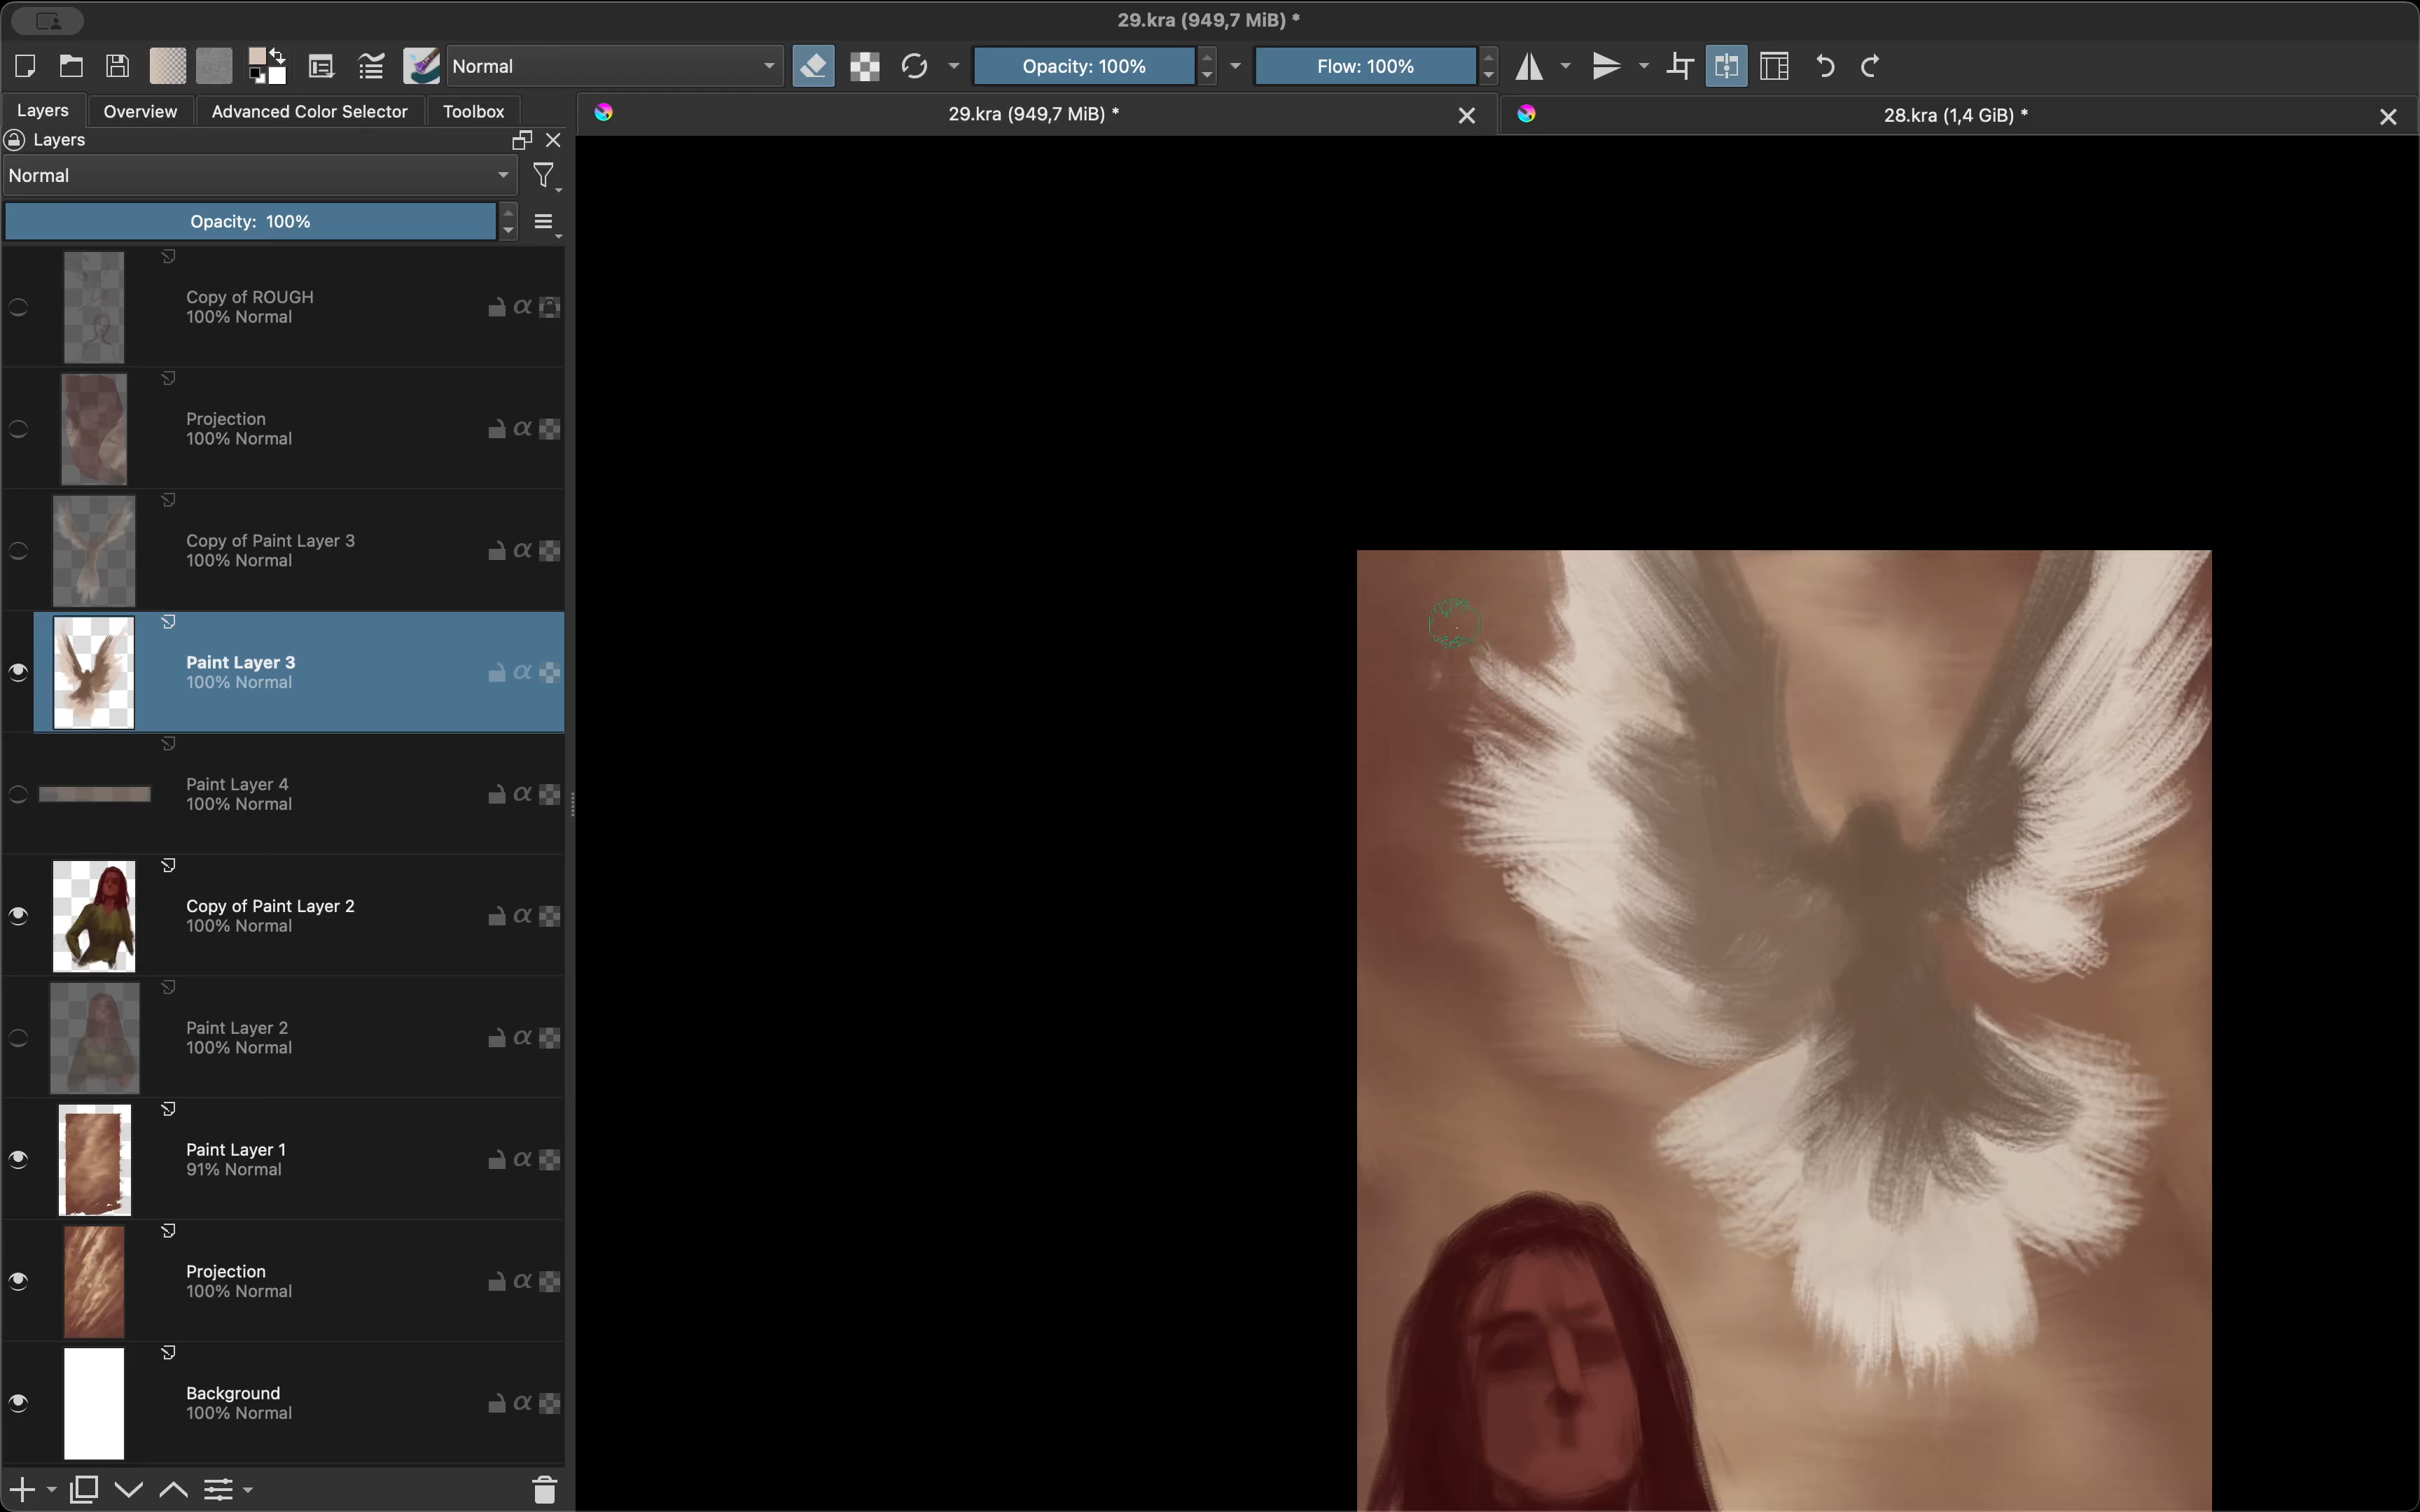 29.kra (949,7 MiB) *
Normal
Opacity: 100%
Flow: 100%
Layers
Overview
Advanced Color Selector
Toolbox
29.kra (949,7 MiB) *
28.kra (1,4 GiB) *
Layers
Normal
Opacity: 100%
Copy of ROUGH
100% Normal
Projection
100% Normal
Copy of Paint Layer 3
100% Normal
Paint Layer 3
100% Normal
Paint Layer 4
100% Normal
Copy of Paint Layer 2
100% Normal
Paint Layer 2
100% Normal
Paint Layer 1
91% Normal
Projection
100% Normal
Background
100% Normal